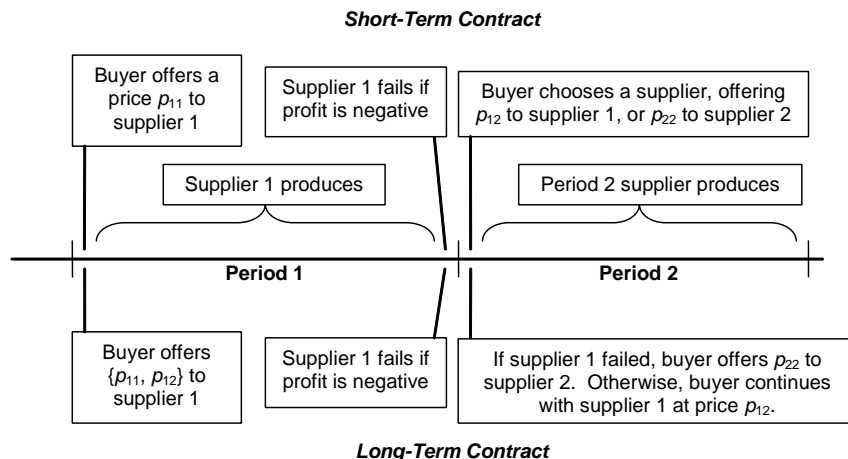 Short-Term Contract
Buyer offers a
price p₁₁ to
supplier 1
Supplier 1 fails if
profit is negative
Buyer chooses a supplier, offering
p₁₂ to supplier 1, or p₂₂ to supplier 2
Supplier 1 produces
Period 2 supplier produces
Period 1
Period 2
Buyer offers
{p₁₁, p₁₂} to
supplier 1
Supplier 1 fails if
profit is negative
If supplier 1 failed, buyer offers p₂₂ to
supplier 2. Otherwise, buyer continues
with supplier 1 at price p₁₂.
Long-Term Contract